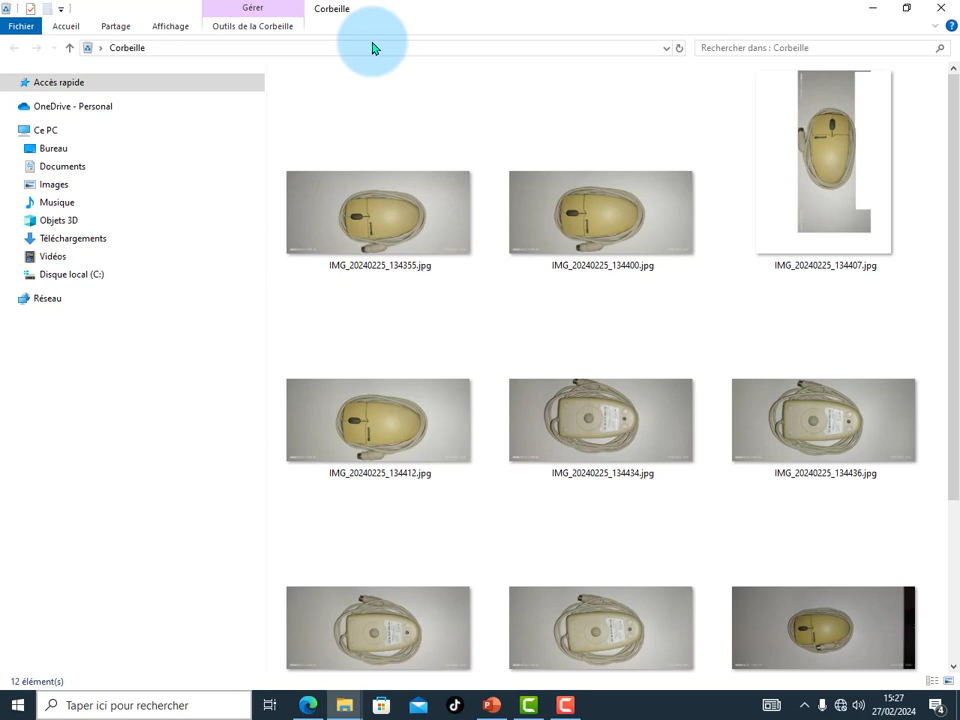 Gérer
Corbeille
Fichier
Accueil
Partage
Affichage
Outils de la Corbeille
Corbeille
Rechercher dans : Corbeille
Accès rapide
OneDrive - Personal
Ce PC
Bureau
Documents
Images
Musique
Objets 3D
Téléchargements
Vidéos
Disque local (C:)
Réseau
IMG_20240225_134355.jpg
IMG_20240225_134400.jpg
IMG_20240225_134407.jpg
IMG_20240225_134412.jpg
IMG_20240225_134434.jpg
IMG_20240225_134436.jpg
12 élément(s)
Taper ici pour rechercher
15:27
27/02/2024
4